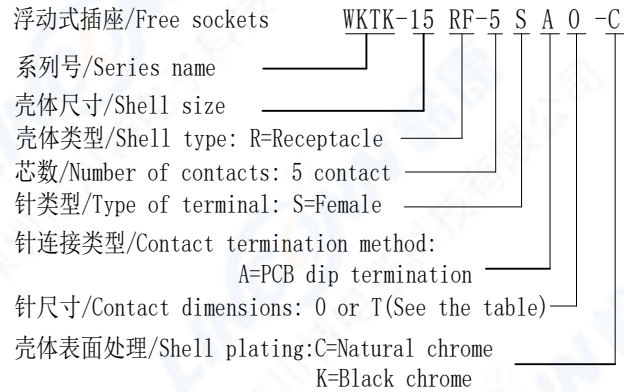 浮动式插座/Free sockets WKTK-15 RF-5 S A 0 -C
系列号/Series name
壳体尺寸/Shell size
壳体类型/Shell type: R=Receptacle
芯数/Number of contacts: 5 contact
针类型/Type of terminal: S=Female
针连接类型/Contact termination method:
A=PCB dip termination
针尺寸/Contact dimensions: 0 or T(See the table)
壳体表面处理/Shell plating:C=Natural chrome
K=Black chrome